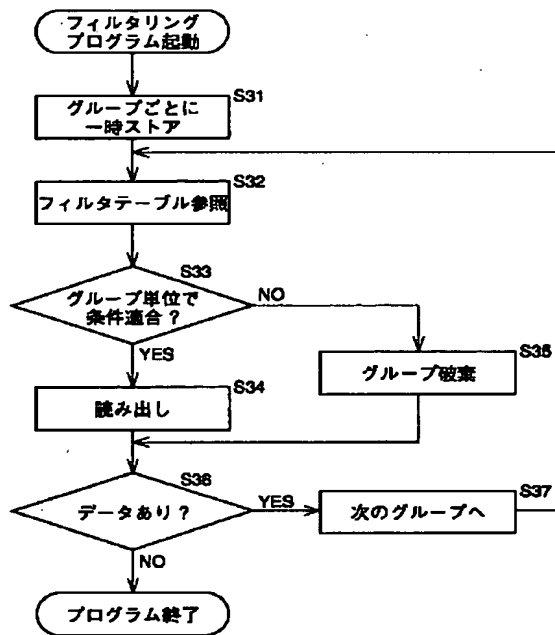 フィルタリング
プログラム起動
S31
グループごとに
一時ストア
S32
フィルタテーブル参照
S33
グループ単位で
条件適合?
NO
YES
S35
グループ破棄
S34
読み出し
S36
データあり?
YES
S37
次のグループへ
NO
プログラム終了